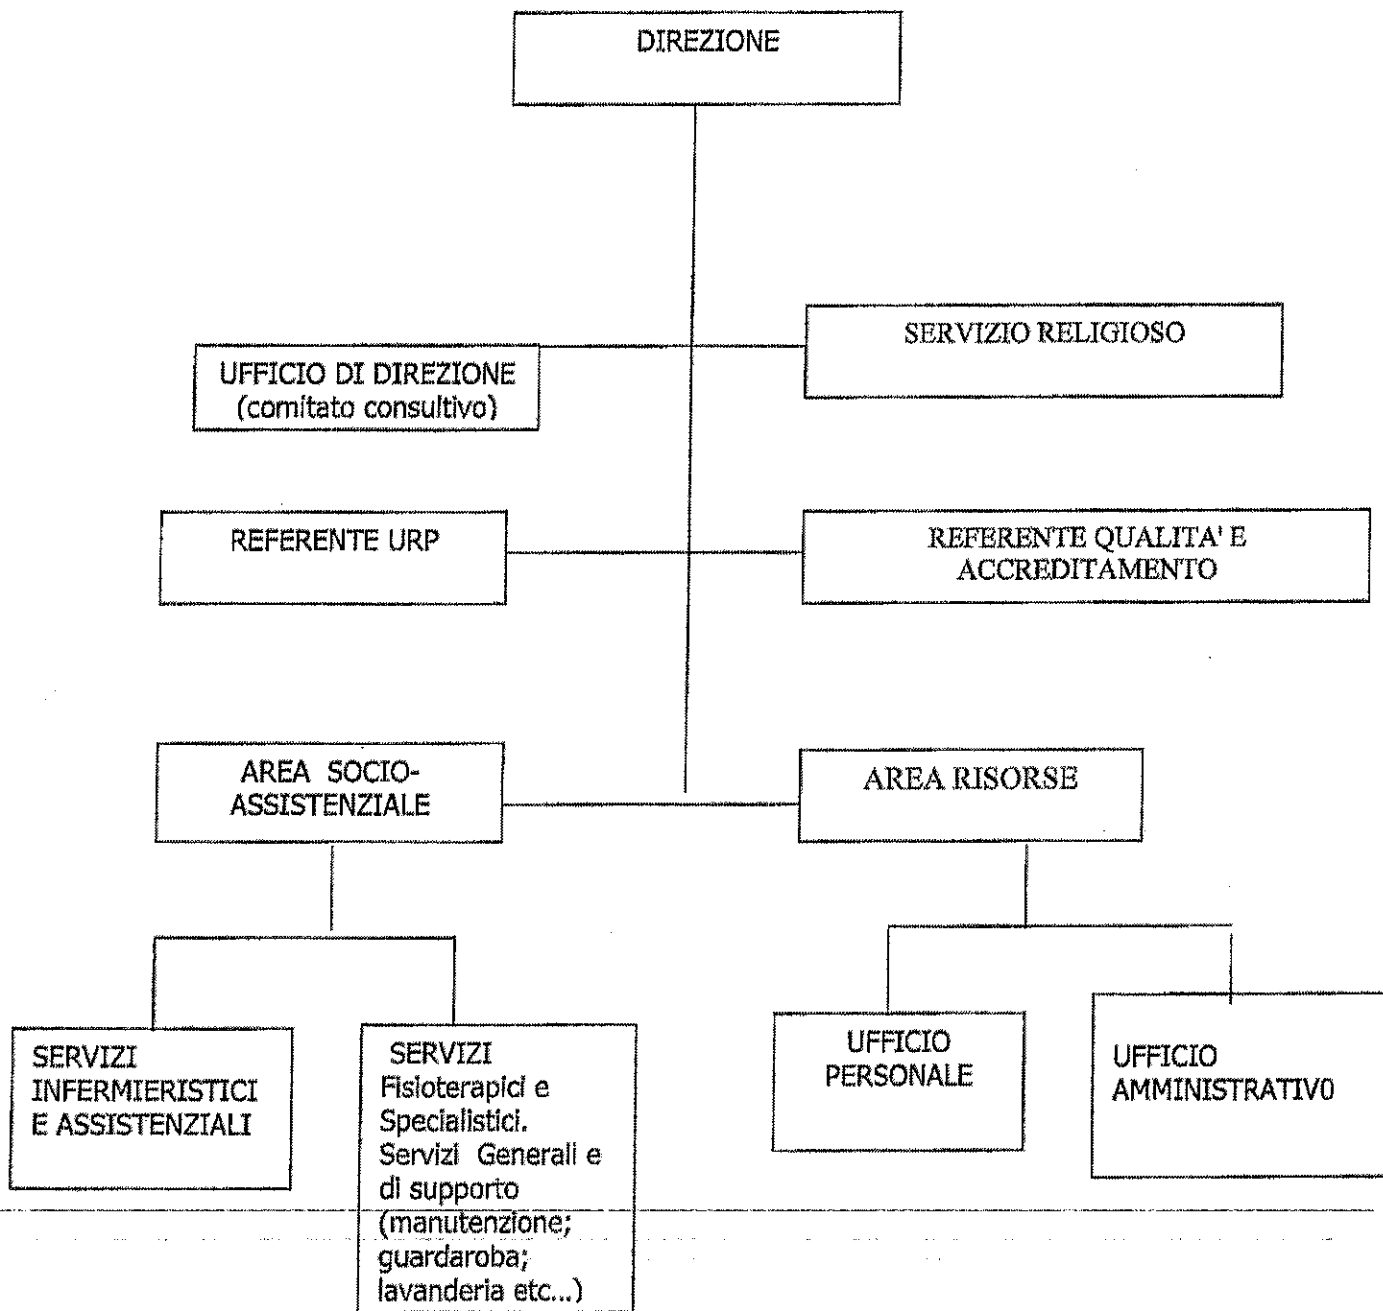 DIREZIONE
SERVIZIO RELIGIOSO
UFFICIO DI DIREZIONE
(comitato consultivo)
REFERENTE URP
REFERENTE QUALITA' E
ACCREDITAMENTO
AREA SOCIO-
ASSISTENZIALE
AREA RISORSE
SERVIZI
INFERMIERISTICI
E ASSISTENZIALI
SERVIZI
Fisioterapici e
Specialistici.
Servizi Generali e
di supporto
(manutenzione;
guardaroba;
lavanderia etc...)
UFFICIO
PERSONALE
UFFICIO
AMMINISTRATIVO